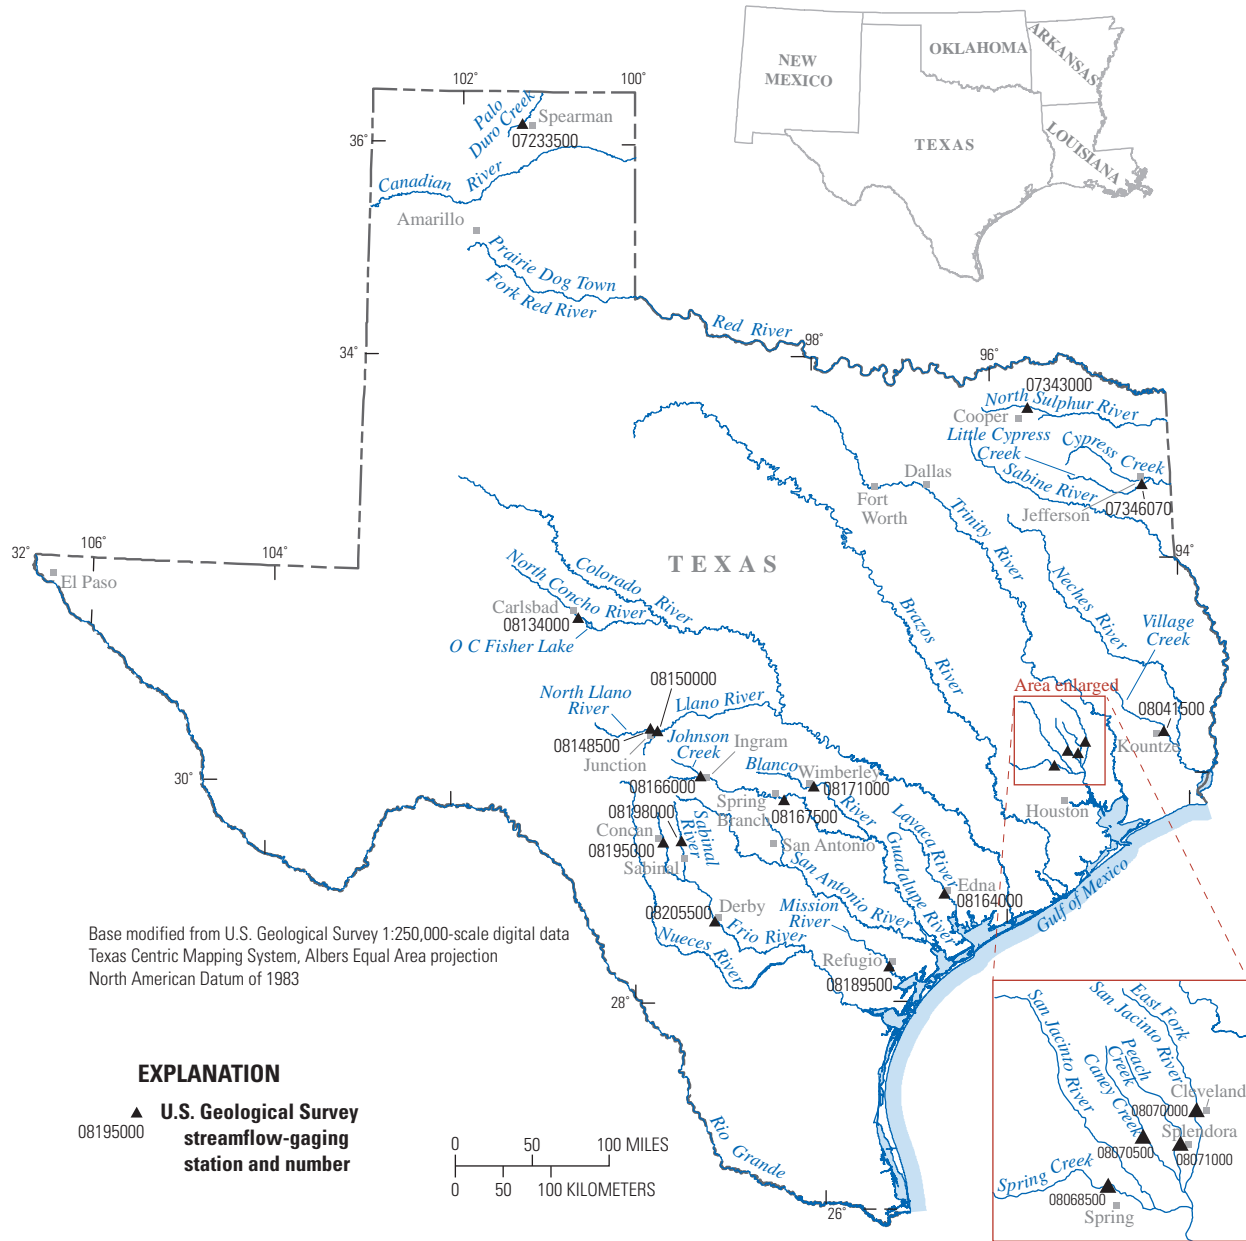 NEW
MEXICO
OKLAHOMA
ARKANSAS
TEXAS
LOUISIANA
102°
100°
36°
Palo
Duro Creek
Spearman
07233500
Canadian
River
Amarillo
Prairie Dog Town
Fork Red River
Red River
34°
98°
96°
07343000
North Sulphur River
Cooper
Little Cypress
Creek
Cypress Creek
Sabine River
Jefferson
07346070
Dallas
Fort
Worth
Trinity River
94°
32°
106°
104°
El Paso
TEXAS
Colorado River
North Concho River
Carlsbad
08134000
O C Fisher Lake
Brazos River
Neches River
Village
Creek
Area enlarged
08041500
Kountze
North Llano
River
08150000
Llano River
08148500
Junction
Johnson
Creek
Ingram
Blanco
River
Wimberley
08171000
08166000
Spring
Branch
08167500
Houston
30°
08198000
Concan
Sabinal
River
08195000
Sabinal
San Antonio
Lavaca River
Guadalupe River
San Antonio River
Edna
08164000
Gulf of Mexico
Derby
08205500
Mission
River
Frio River
Nueces River
Refugio
08189500
28°
Base modified from U.S. Geological Survey 1:250,000-scale digital data
Texas Centric Mapping System, Albers Equal Area projection
North American Datum of 1983
EXPLANATION
08195000
U.S. Geological Survey
streamflow-gaging
station and number
0 50 100 MILES
0 50 100 KILOMETERS
Rio Grande
26°
San Jacinto River
East Fork
San Jacinto River
Peach
Creek
Caney Creek
Cleveland
08070000
Splendora
08070500
08071000
Spring Creek
08068500
Spring